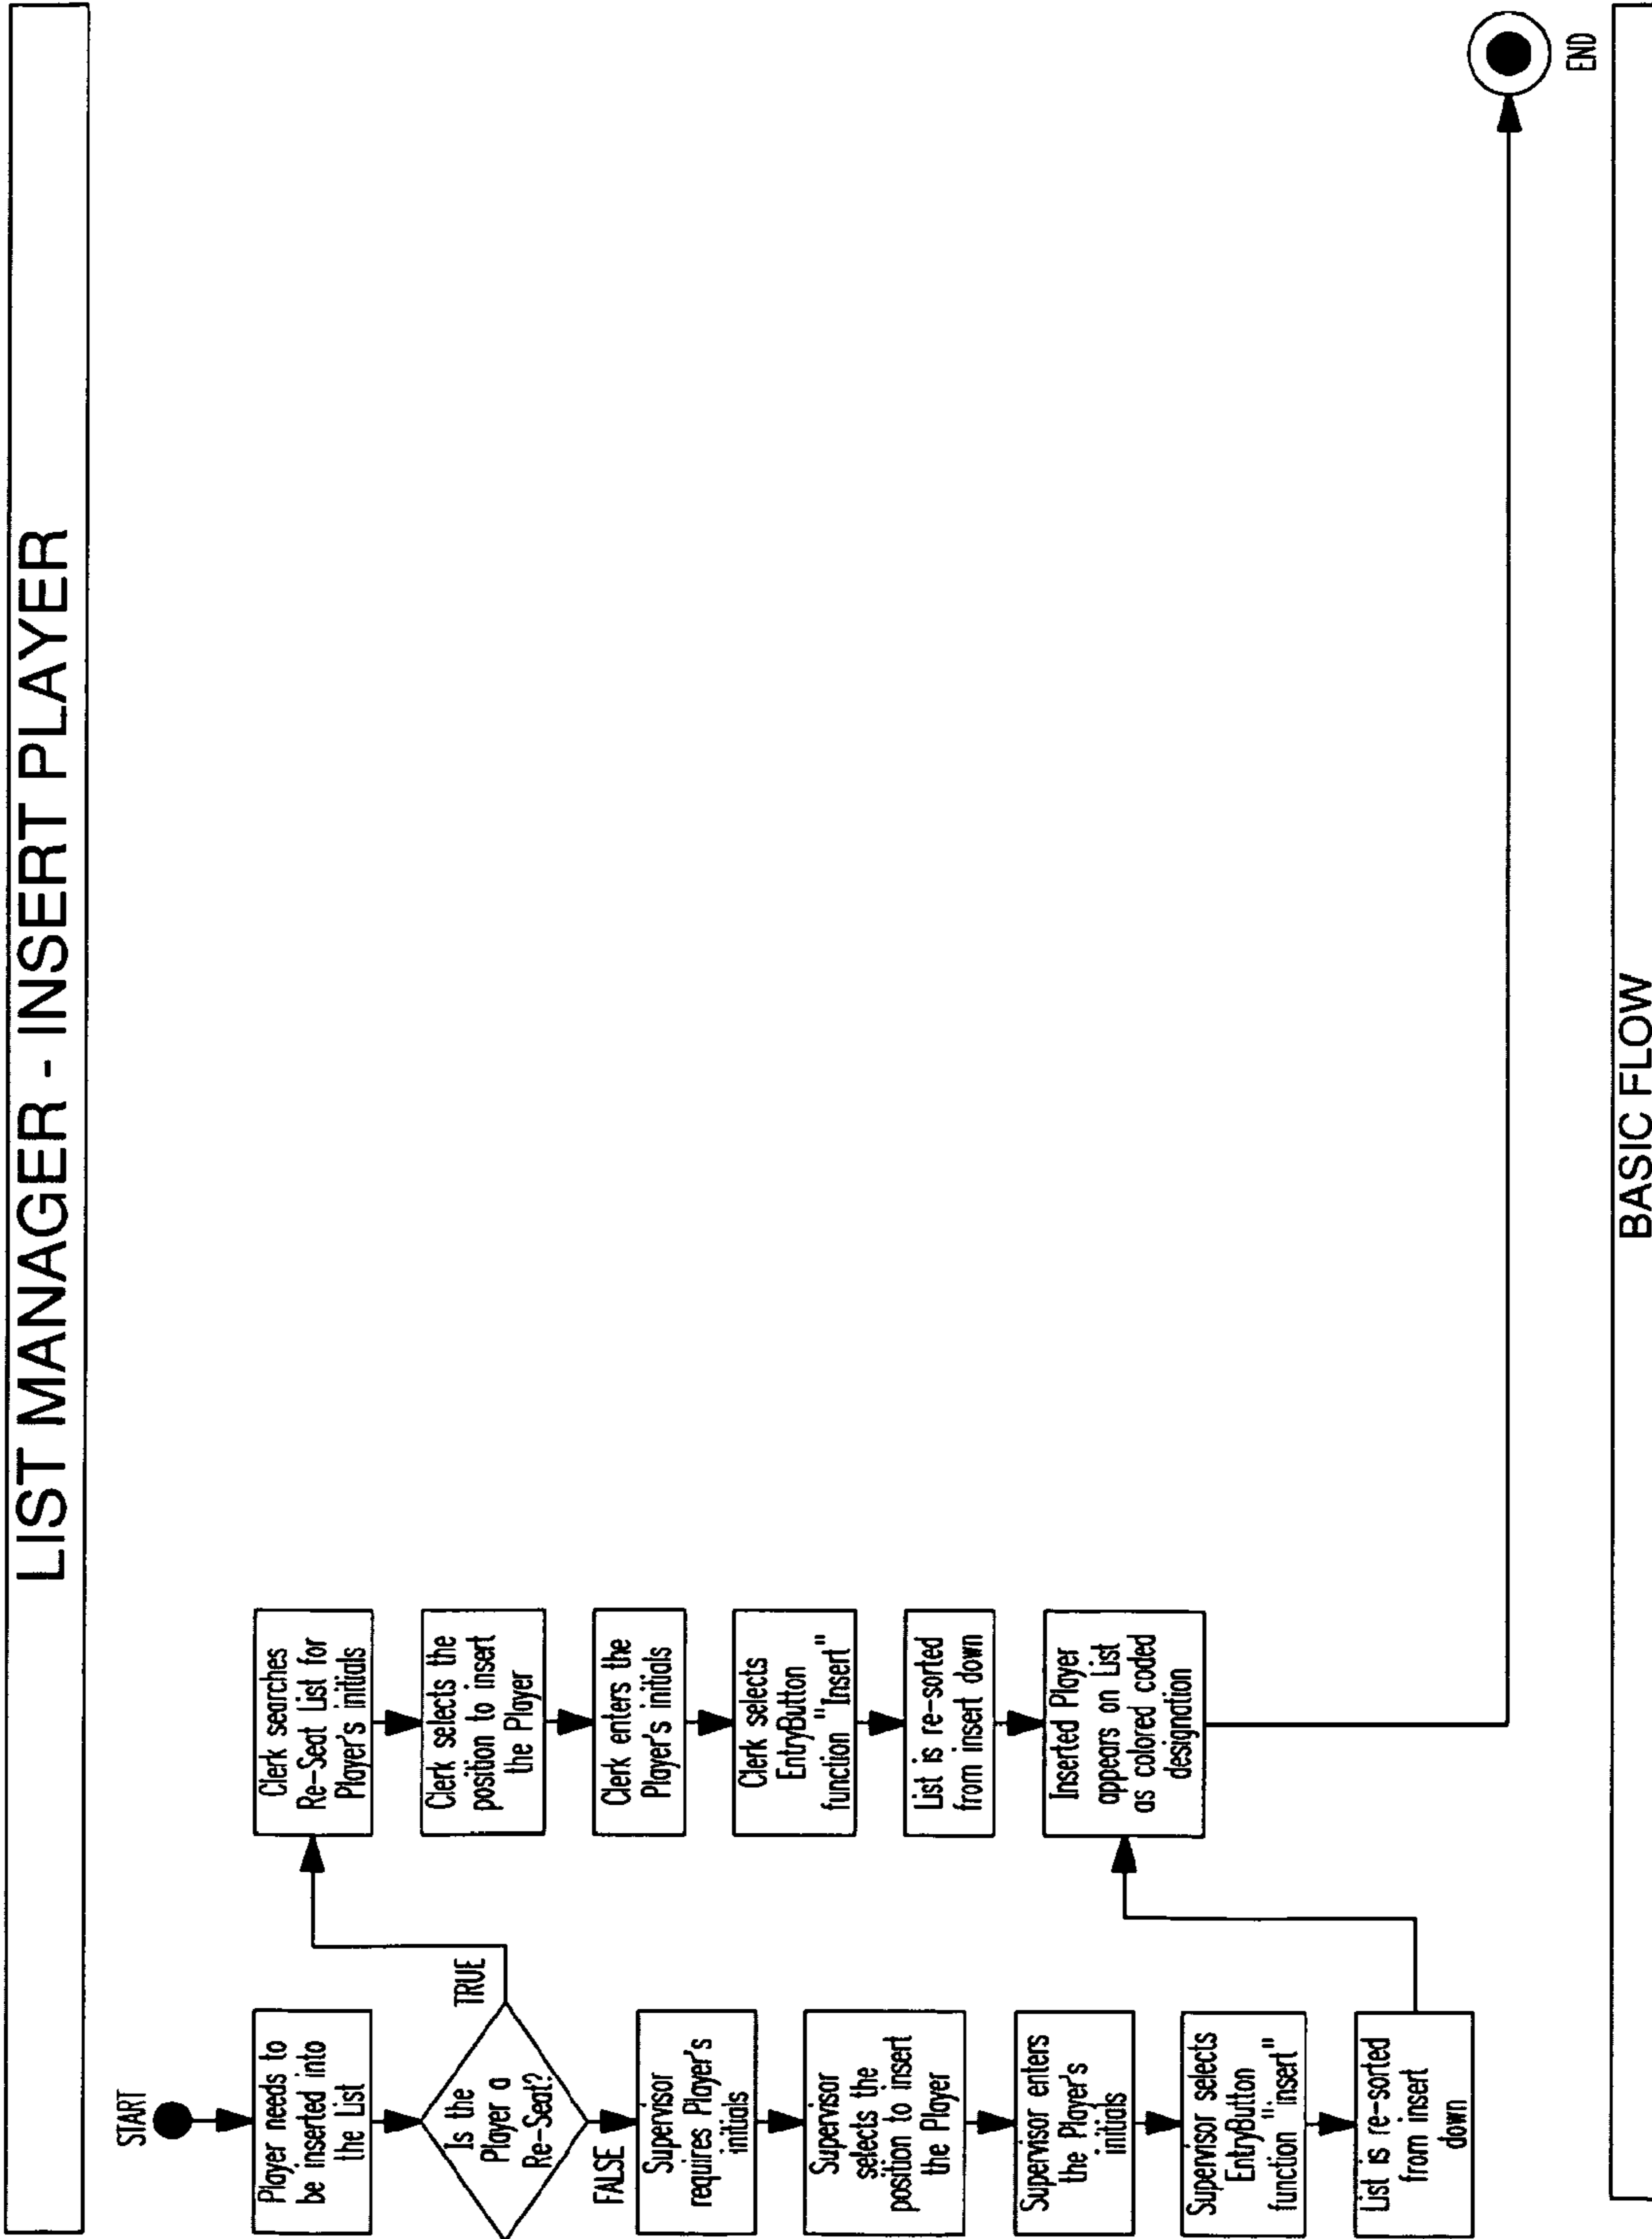 LIST MANAGER - INSERT PLAYER
START
Player needs to
be inserted into
the List
Is the
Player a
Re-Seat?
TRUE
FALSE
Supervisor
requires Player's
initials
Supervisor
selects the
position to insert
the Player
Supervisor enters
the Player's
initials
Supervisor selects
EntryButton
function "insert"
List is re-sorted
from insert
down
Clerk searches
Re-Seat List for
Player's initials
Clerk selects the
position to insert
the Player
Clerk enters the
Player's initials
Clerk selects
EntryButton
function "Insert"
List is re-sorted
from insert down
Inserted Player
appears on List
as colored coded
designation
END
BASIC FLOW